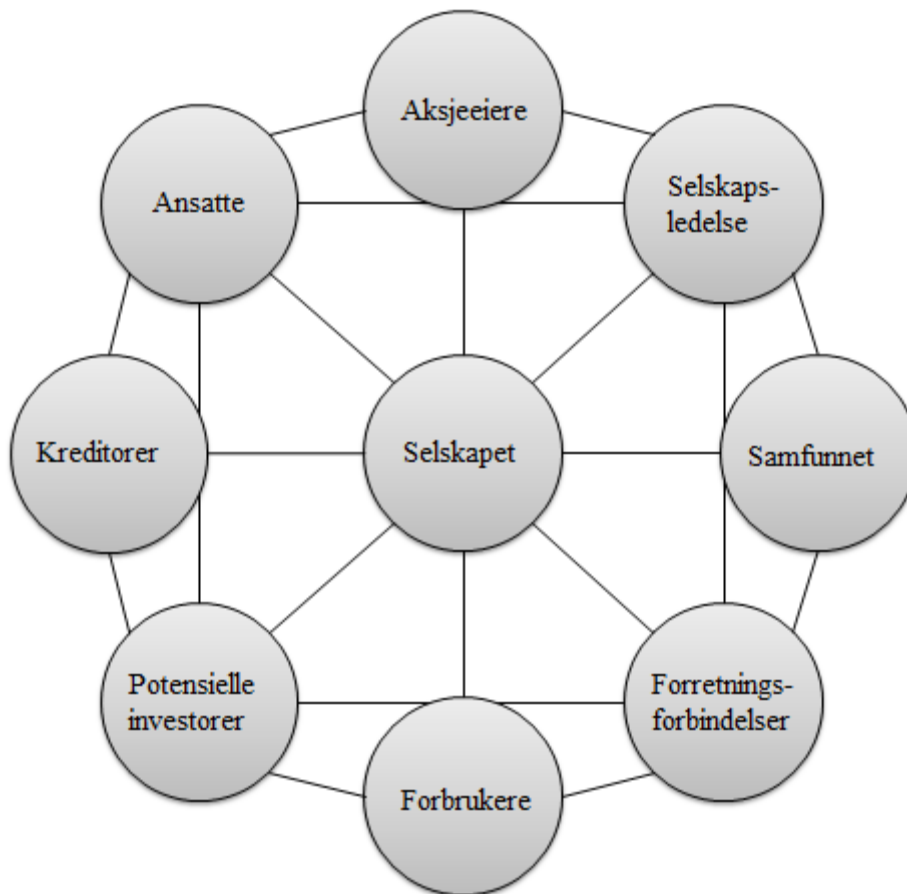 Aksjeeiere
Ansatte
Selskaps-
ledelse
Kreditorer
Selskapet
Samfunnet
Potensielle
investorer
Forretnings-
forbindelser
Forbrukere